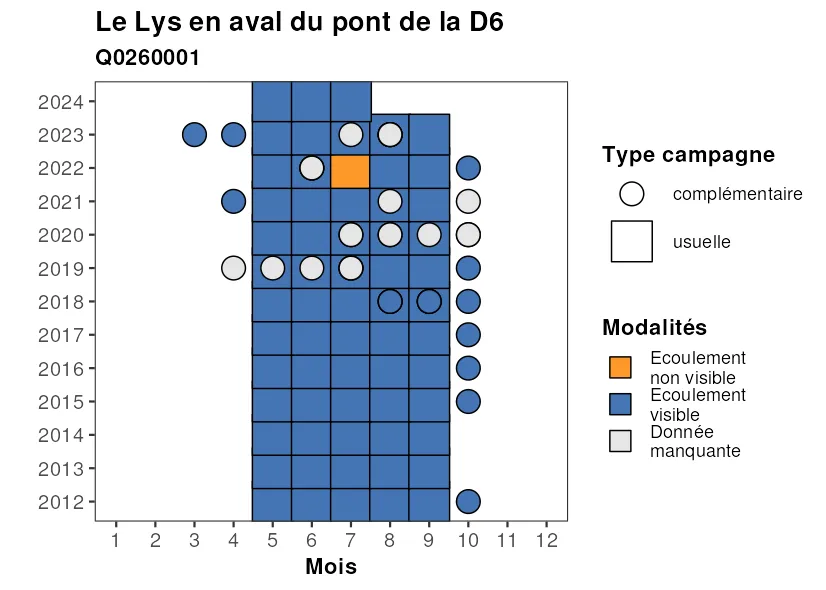 Le Lys en aval du pont de la D6
Q0260001
2024
2023
2022
2021
2020
2019
2018
2017
2016
2015
2014
2013
2012
1 2 3 4 5 6 7 8 9 10 11 12
Mois
Type campagne
complémentaire
usuelle
Modalités
Ecoulement
non visible
Ecoulement
visible
Donnée
manquante